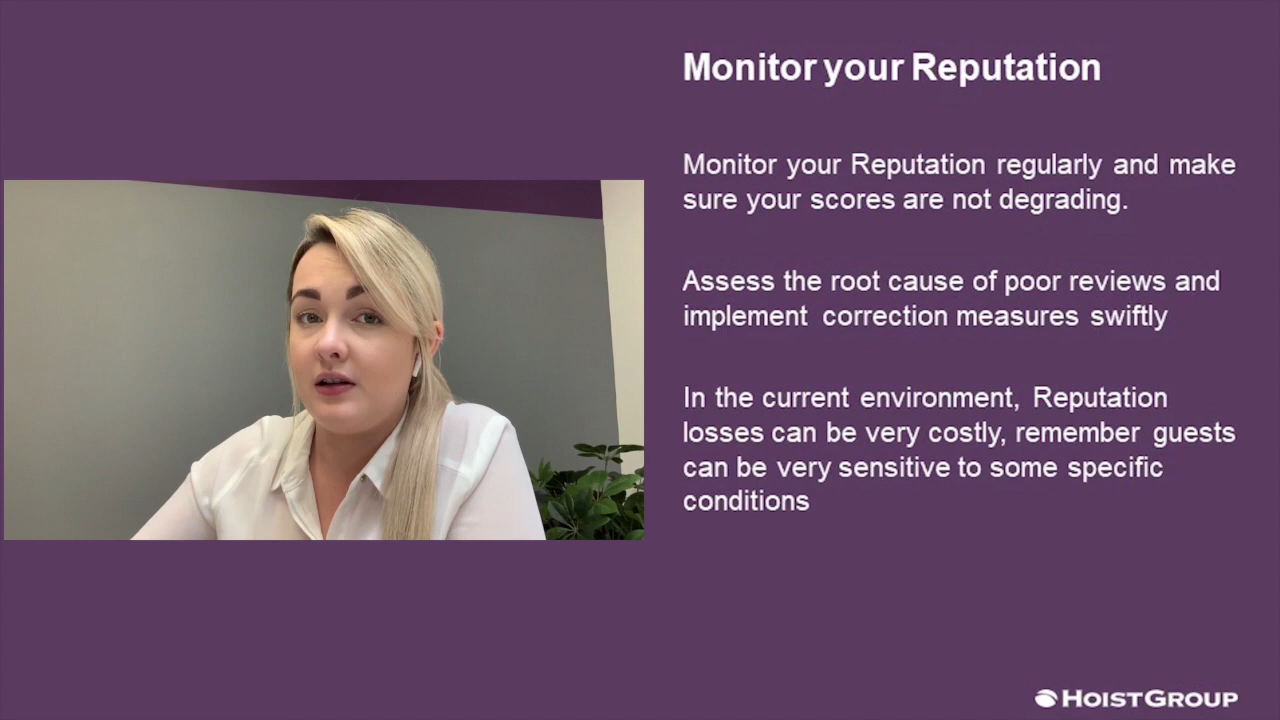 Monitor your Reputation
Monitor your Reputation regularly and make
sure your scores are not degrading.
Assess the root cause of poor reviews and
implement correction measures swiftly
In the current environment, Reputation
losses can be very costly, remember guests
can be very sensitive to some specific
conditions
HOISTGROUP